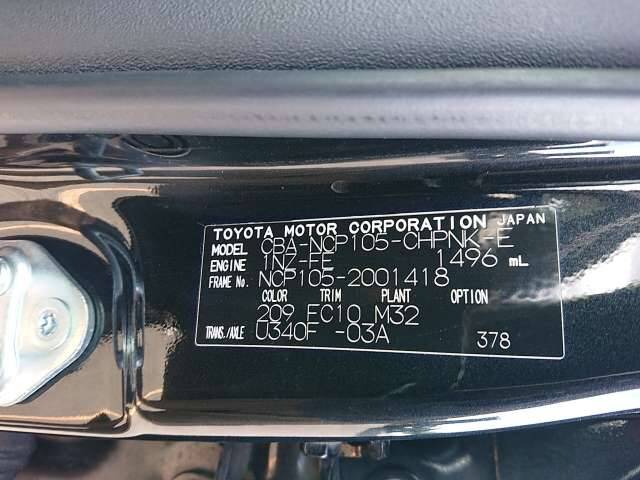 TOYOTA MOTOR CORPORATION JAPAN
MODEL CBA-NCP105-CHPNK-E
ENGINE 1NZ-FE 1496 mL
FRAME No. NCP105-2001418
COLOR TRIM PLANT OPTION
209 FC10 M32
TRANS./AXLE U340F -03A 378